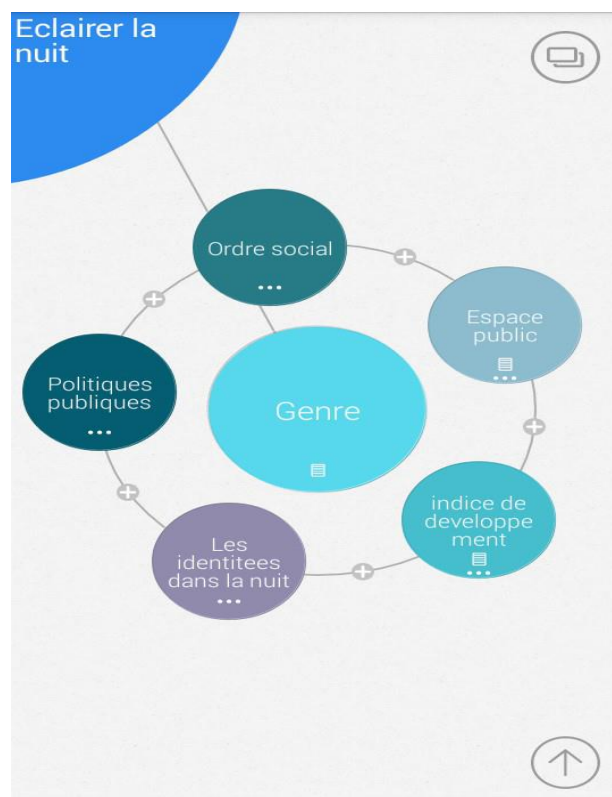 Eclairer la
nuit
Ordre social
Espace
public
Politiques
publiques
Genre
indice de
developpe
ment
Les
identitees
dans la nuit